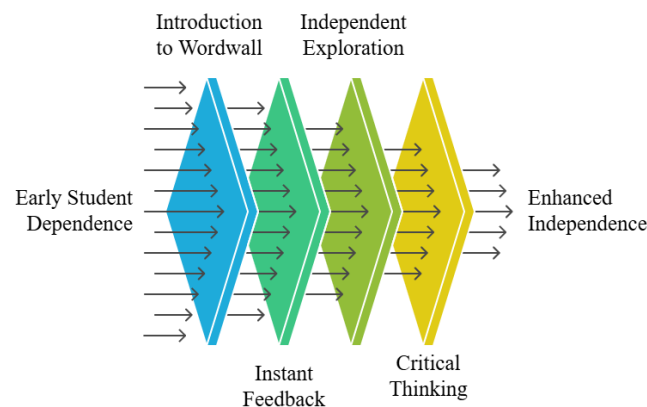 Introduction
to Wordwall
Independent
Exploration
Early Student
Dependence
Enhanced
Independence
Instant
Feedback
Critical
Thinking